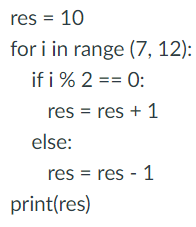 res = 10
for i in range (7, 12):
if i % 2 == 0:
res = res + 1
else:
res = res - 1
print(res)